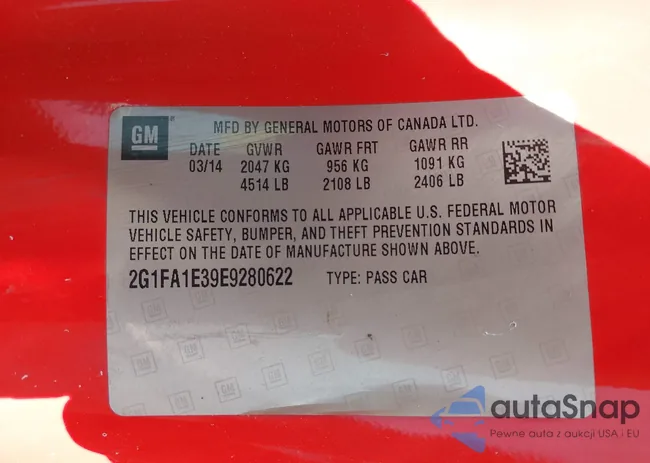 GM
MFD BY GENERAL MOTORS OF CANADA LTD.
DATE GVWR GAWR FRT GAWR RR
03/14 2047 KG 956 KG 1091 KG
4514 LB 2108 LB 2406 LB
THIS VEHICLE CONFORMS TO ALL APPLICABLE U.S. FEDERAL MOTOR
VEHICLE SAFETY, BUMPER, AND THEFT PREVENTION STANDARDS IN
EFFECT ON THE DATE OF MANUFACTURE SHOWN ABOVE.
2G1FA1E39E9280622 TYPE: PASS CAR
autaSnap
Pewne auta z aukcji USA i EU